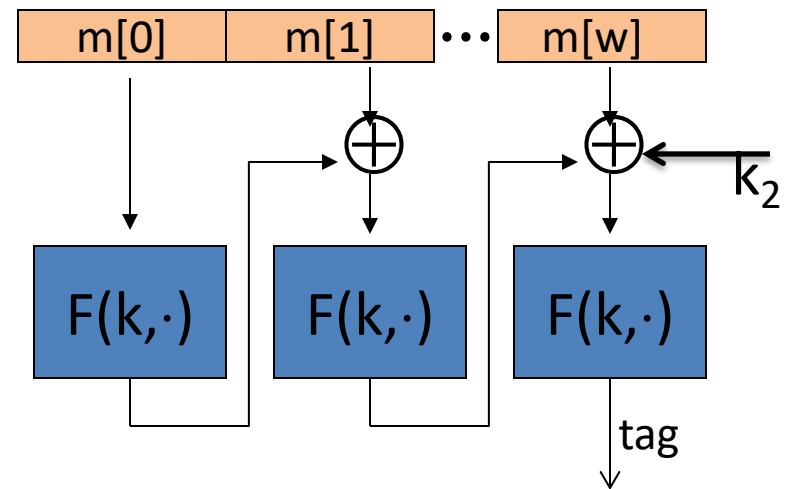 m[0] m[1] ••• m[w]
k₂
F(k,·) F(k,·) F(k,·)
tag